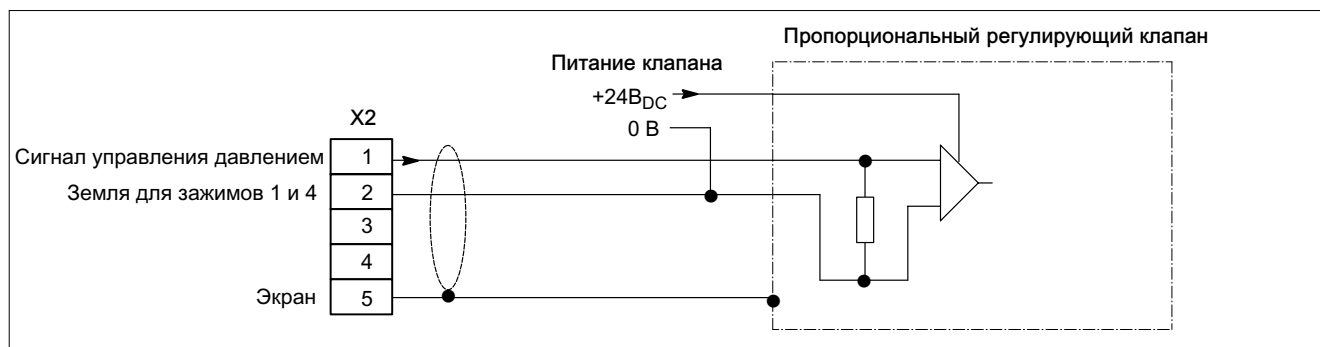 Пропорциональный регулирующий клапан
Питание клапана
+24В_DC
0 В
X2
Сигнал управления давлением 1
Земля для зажимов 1 и 4 2
3
4
Экран 5